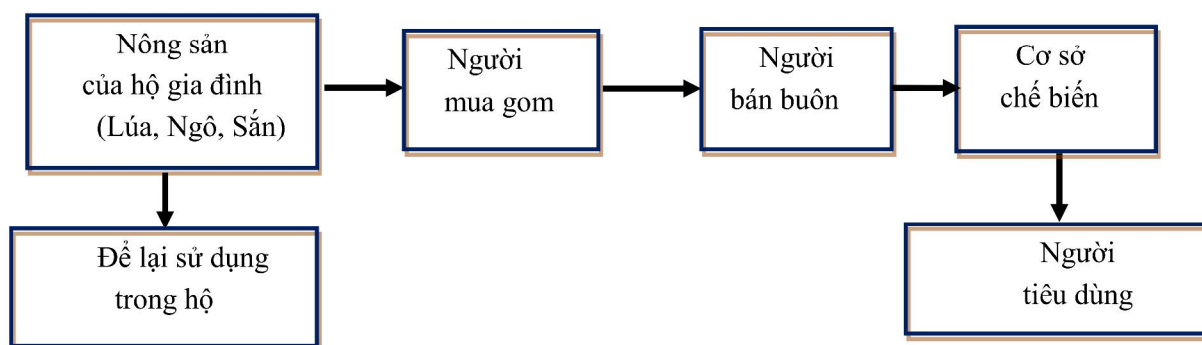 Nông sản
của hộ gia đình
(Lúa, Ngô, Sắn)
Người
mua gom
Người
bán buôn
Cơ sở
chế biến
Để lại sử dụng
trong hộ
Người
tiêu dùng